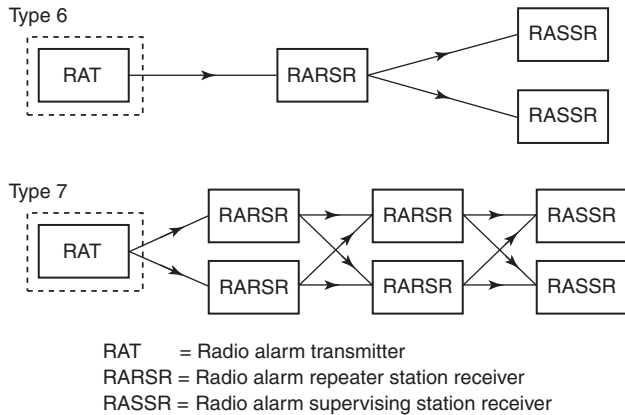 Type 6
RAT
RARSR
RASSR
RASSR
Type 7
RAT
RARSR
RARSR
RASSR
RARSR
RARSR
RASSR
RAT = Radio alarm transmitter
RARSR = Radio alarm repeater station receiver
RASSR = Radio alarm supervising station receiver